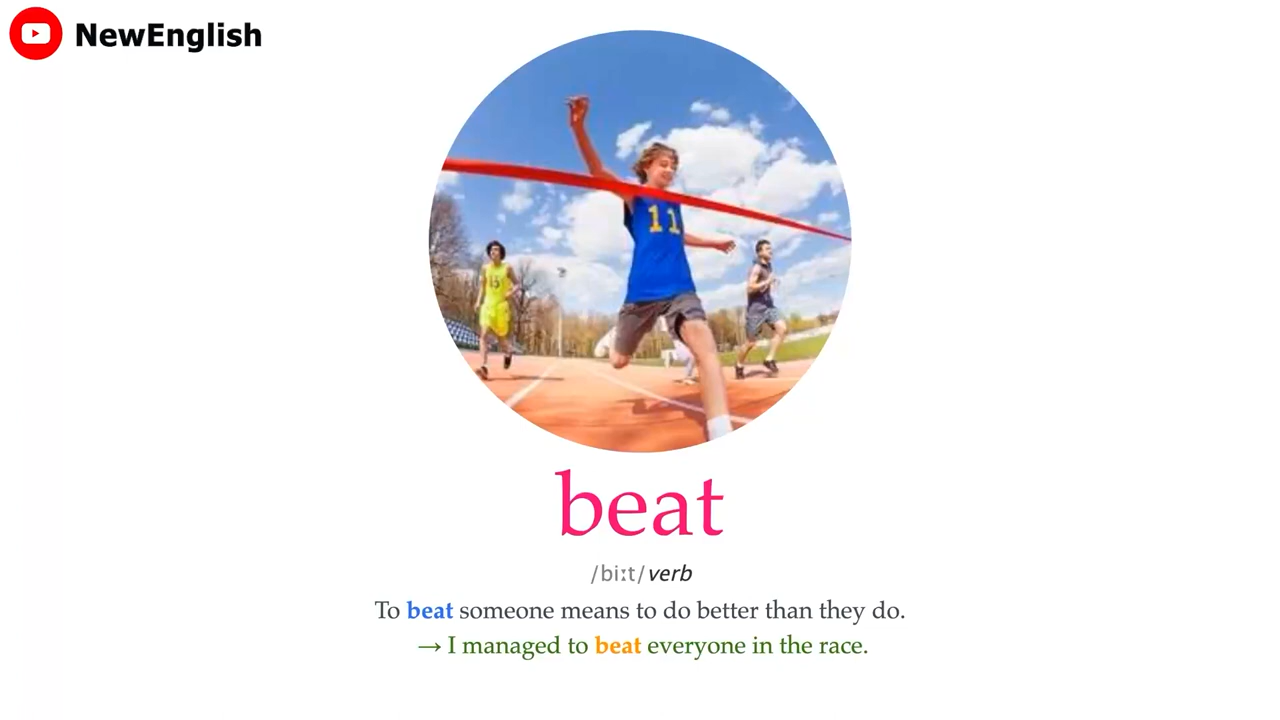 NewEnglish
11
13
beat
/biːt/ verb
To beat someone means to do better than they do.
→ I managed to beat everyone in the race.